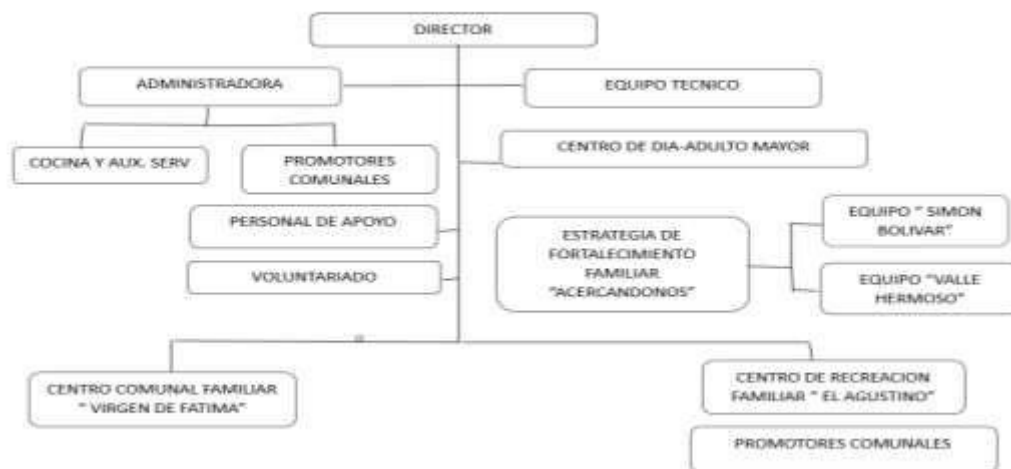 DIRECTOR
ADMINISTRADORA
EQUIPO TECNICO
COCINA Y AUX. SERV
PROMOTORES
COMUNALES
CENTRO DE DIA-ADULTO MAYOR
PERSONAL DE APOYO
VOLUNTARIADO
ESTRATEGIA DE
FORTALECIMIENTO
FAMILIAR
"ACERCANDONOS"
EQUIPO " SIMON
BOLIVAR"
EQUIPO "VALLE
HERMOSO"
CENTRO COMUNAL FAMILIAR
" VIRGEN DE FATIMA"
CENTRO DE RECREACION
FAMILIAR " EL AGUSTINO"
PROMOTORES COMUNALES